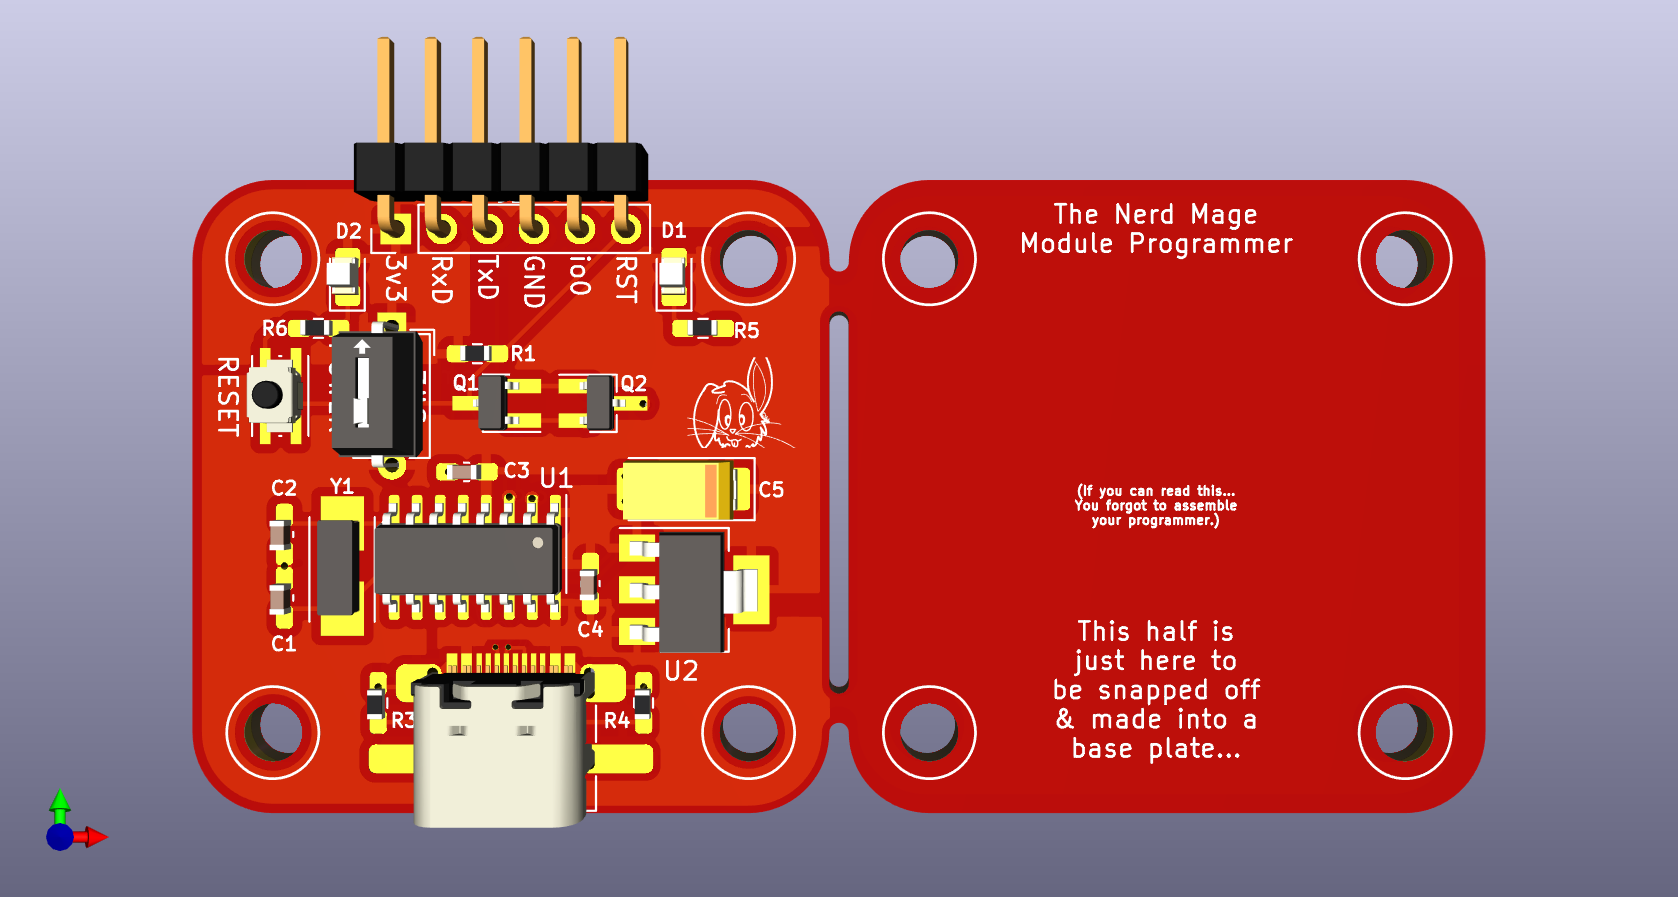 D2
D1
3v3
RxD
TxD
GND
io0
RST
R6
R5
R1
RESET
Q1
Q2
C3
U1
C5
C2
Y1
C1
C4
U2
R3
R4
The Nerd Mage
Module Programmer
(If you can read this...
You forgot to assemble
your programmer.)
This half is
just here to
be snapped off
& made into a
base plate...